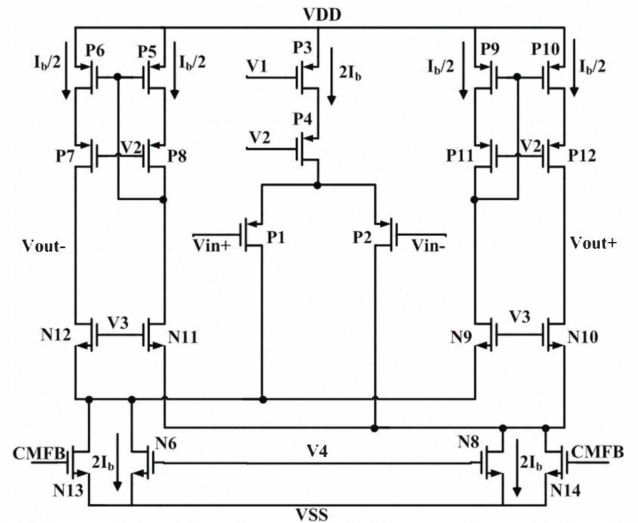 VDD
P6 P5 P3 P9 P10
Ib/2 Ib/2 V1 2Ib Ib/2 Ib/2
P4
V2
P7 V2 P8 P11 V2 P12
Vout- Vin+ P1 P2 Vin- Vout+
V3 V3
N12 N11 N9 N10
N6 V4 N8
CMFB 2Ib 2Ib CMFB
N13 N14
VSS